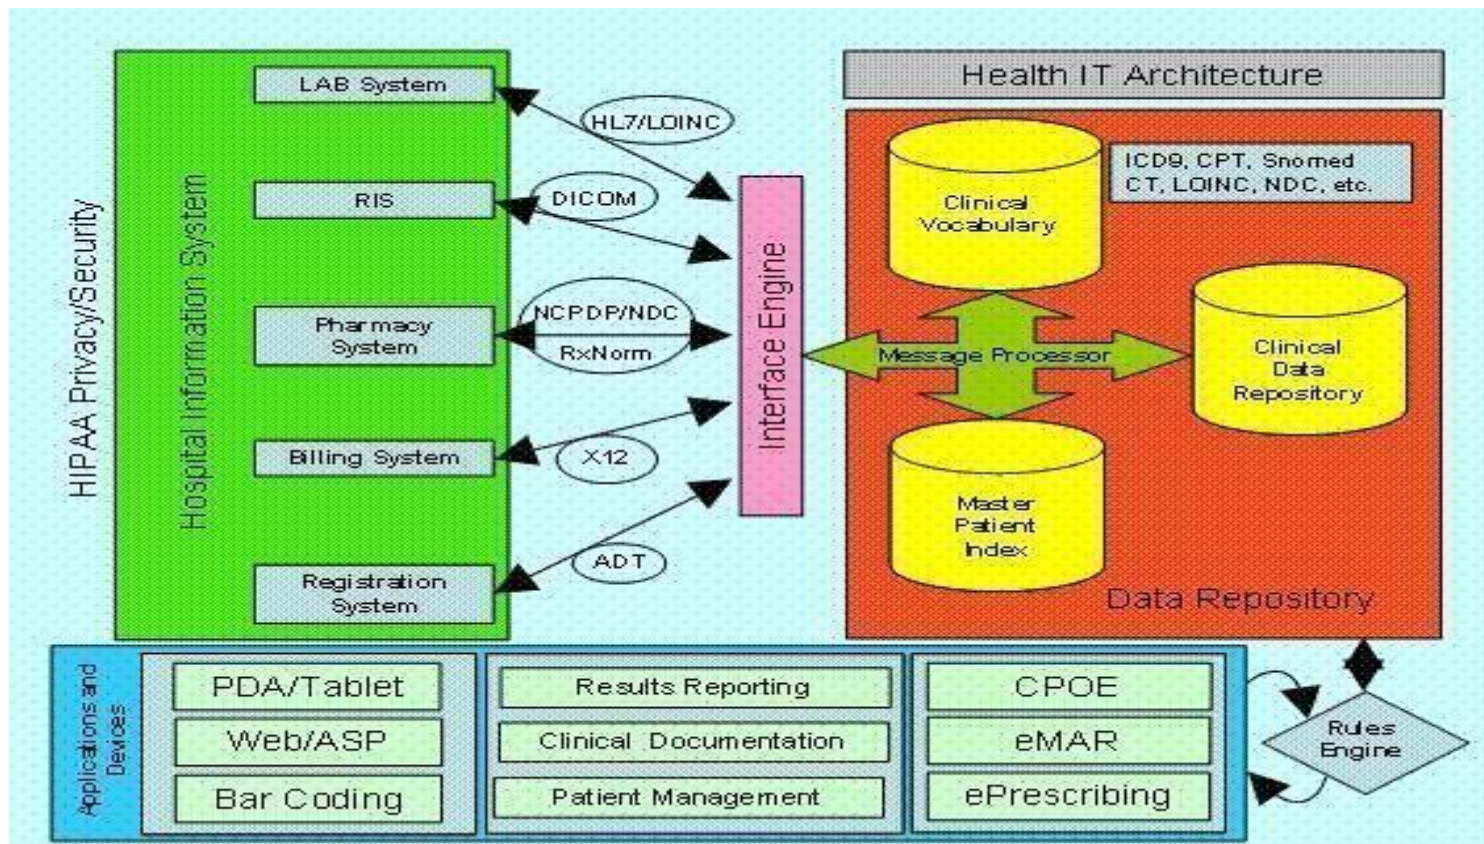 HIPAA Privacy/Security
Hospital Information System
LAB System
RIS
Pharmacy
System
Billing System
Registration
System
HL7/LOINC
DICOM
NCPDP/NDC
RxNorm
X12
ADT
Interface Engine
Health IT Architecture
Clinical
Vocabulary
ICD9, CPT, Snomed
CT, LOINC, NDC, etc.
Message Processor
Clinical
Data
Repository
Master
Patient
Index
Data Repository
Applications and
Devices
PDA/Tablet
Web/ASP
Bar Coding
Results Reporting
Clinical Documentation
Patient Management
CPOE
eMAR
ePrescribing
Rules
Engine